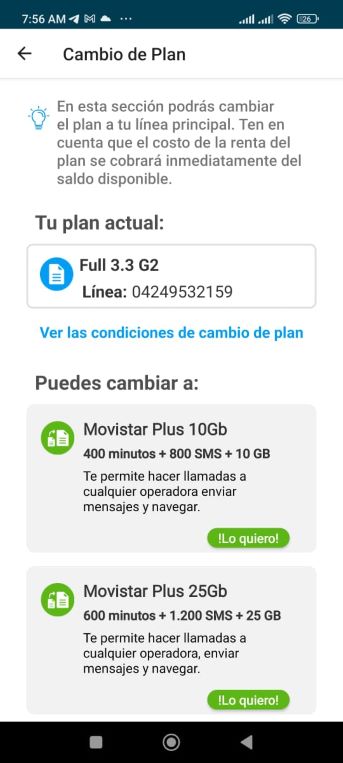 7:56 AM
26
Cambio de Plan
En esta sección podrás cambiar
el plan a tu línea principal. Ten en
cuenta que el costo de la renta del
plan se cobrará inmediatamente del
saldo disponible.
Tu plan actual:
Full 3.3 G2
Línea: 04249532159
Ver las condiciones de cambio de plan
Puedes cambiar a:
Movistar Plus 10Gb
400 minutos + 800 SMS + 10 GB
Te permite hacer llamadas a
cualquier operadora enviar
mensajes y navegar.
!Lo quiero!
Movistar Plus 25Gb
600 minutos + 1.200 SMS + 25 GB
Te permite hacer llamadas a
cualquier operadora, enviar
mensajes y navegar.
!Lo quiero!